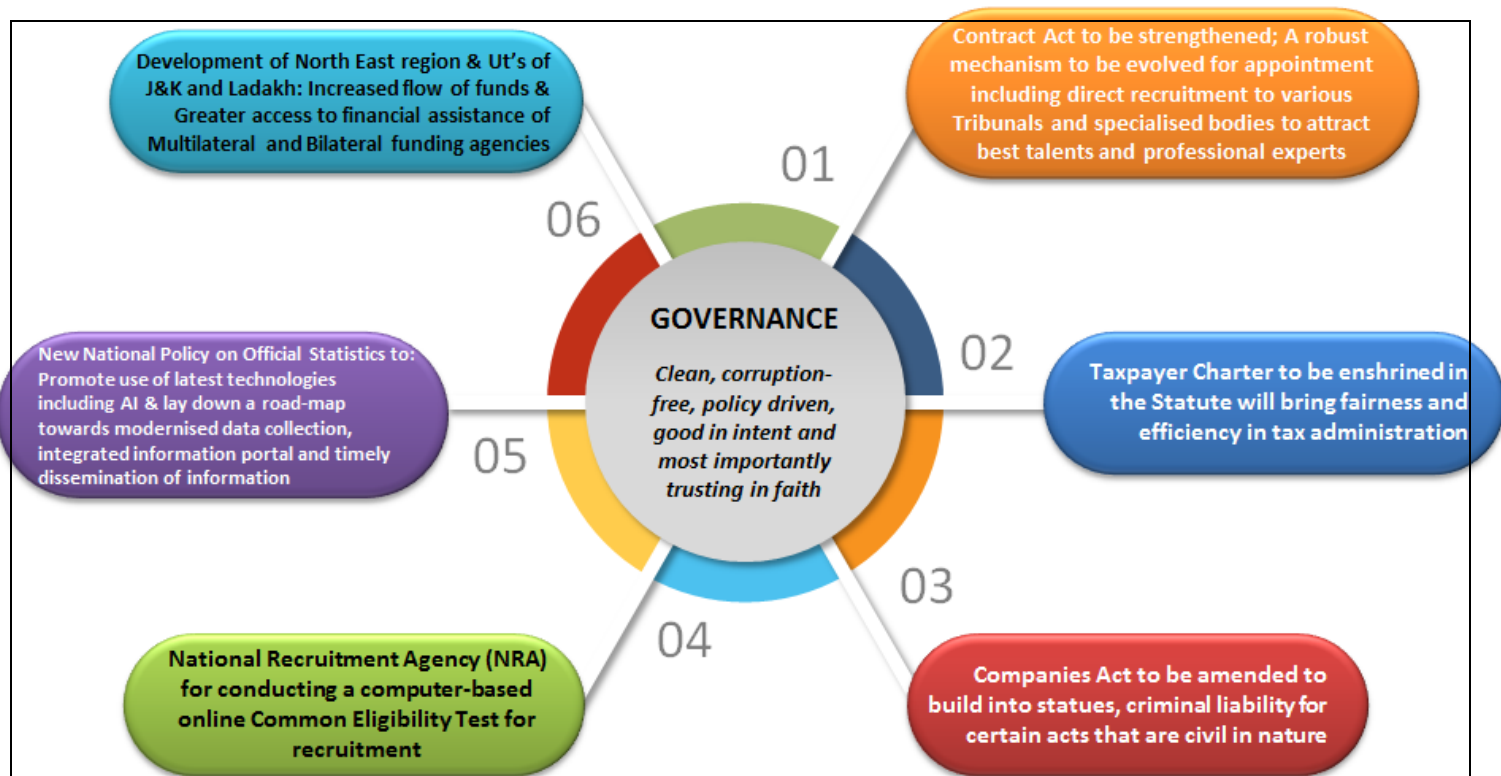 GOVERNANCE
Clean, corruption-
free, policy driven,
good in intent and
most importantly
trusting in faith
01
Contract Act to be strengthened; A robust
mechanism to be evolved for appointment
including direct recruitment to various
Tribunals and specialised bodies to attract
best talents and professional experts
02
Taxpayer Charter to be enshrined in
the Statute will bring fairness and
efficiency in tax administration
03
Companies Act to be amended to
build into statues, criminal liability for
certain acts that are civil in nature
04
National Recruitment Agency (NRA)
for conducting a computer-based
online Common Eligibility Test for
recruitment
05
New National Policy on Official Statistics to:
Promote use of latest technologies
including AI & lay down a road-map
towards modernised data collection,
integrated information portal and timely
dissemination of information
06
Development of North East region & Ut's of
J&K and Ladakh: Increased flow of funds &
Greater access to financial assistance of
Multilateral and Bilateral funding agencies